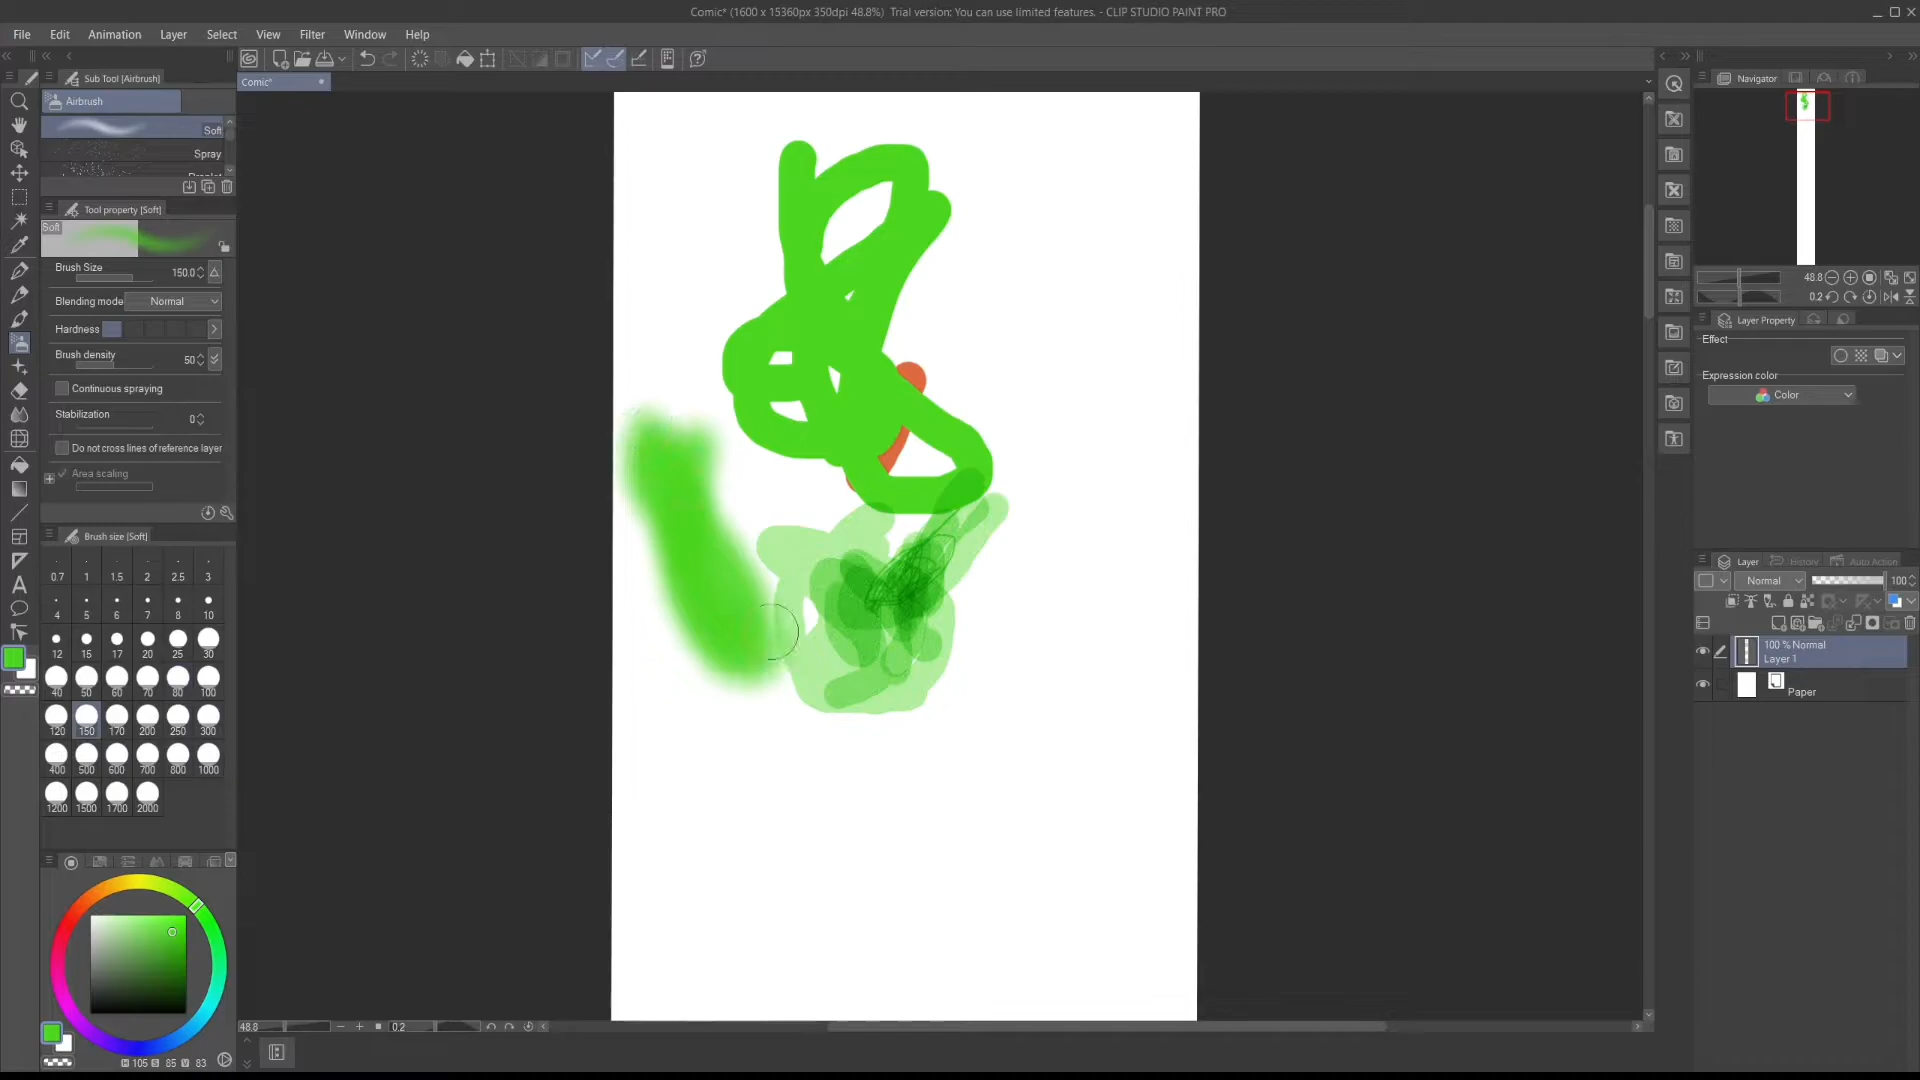 Comic* (1600 x 15360px 350dpi 48.8%) Trial version: You can use limited features. - CLIP STUDIO PAINT PRO
File Edit Animation Layer Select View Filter Window Help
Sub Tool [Airbrush]
Comic*
Navigator
Airbrush
Soft
Spray
Tool property [Soft]
Soft
Brush Size 150.0
Blending mode Normal
Hardness
Brush density 50
Continuous spraying
Stabilization 0
Do not cross lines of reference layer
Area scaling
Brush size [Soft]
0.7 1 1.5 2 2.5 3
4 5 6 7 8 10
12 15 17 20 25 30
40 50 60 70 80 100
120 150 170 200 250 300
400 500 600 700 800 1000
1200 1500 1700 2000
H 105 S 85 V 83
48.8 0.2
48.8
0.2
Layer Property
Effect
Expression color
Color
Layer History Auto Action
Normal 100
100 % Normal
Layer 1
Paper